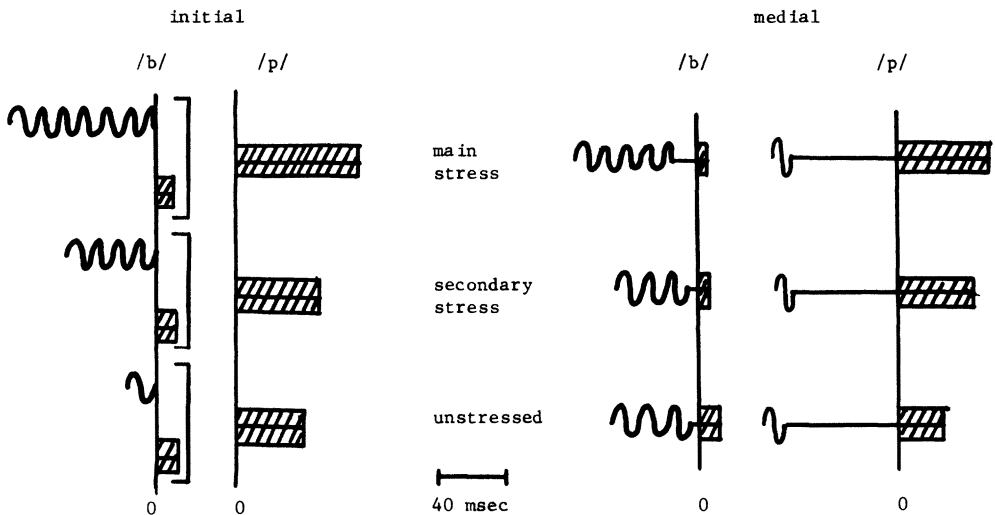 initial
medial
/b/
/p/
/b/
/p/
main
stress
secondary
stress
unstressed
40 msec
0
0
0
0